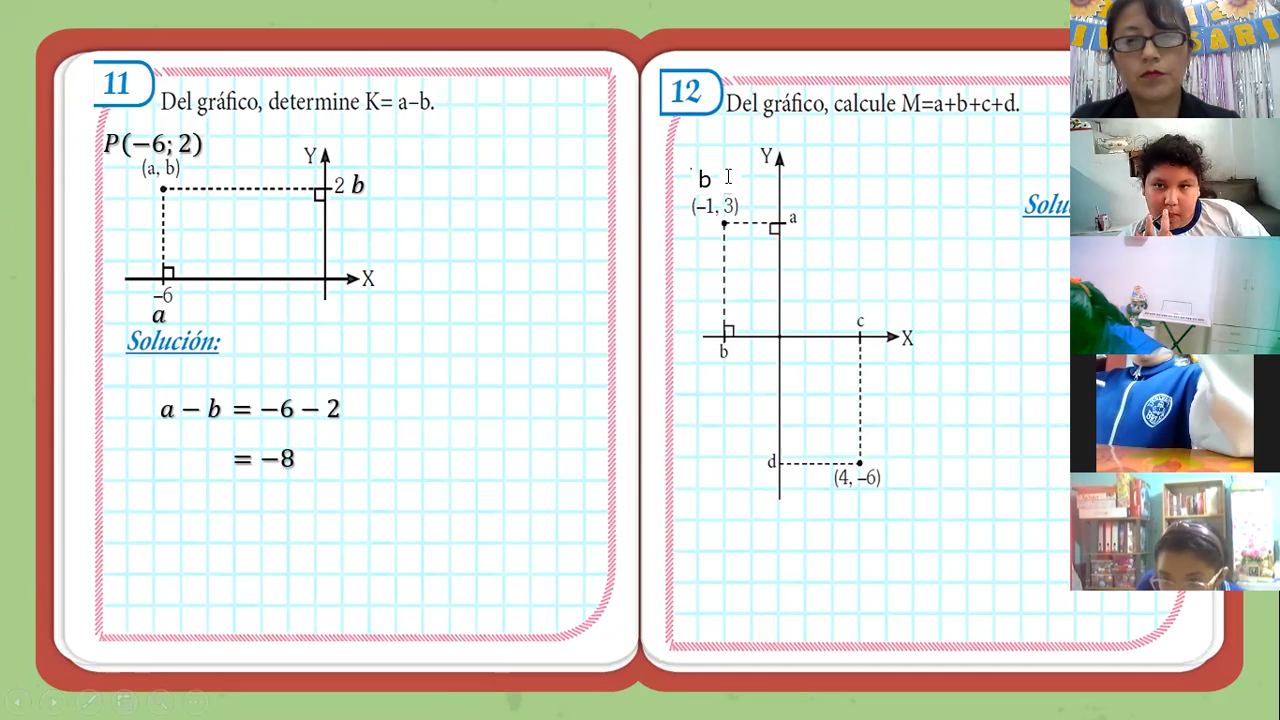 11
Del gráfico, determine K= a–b.
P(−6; 2)
(a, b)
Y
2 b
X
–6
a
Solución:
a − b = −6 − 2
= −8
12
Del gráfico, calcule M=a+b+c+d.
Y
b
(–1, 3)
a
Solu
c
X
b
d
(4, –6)